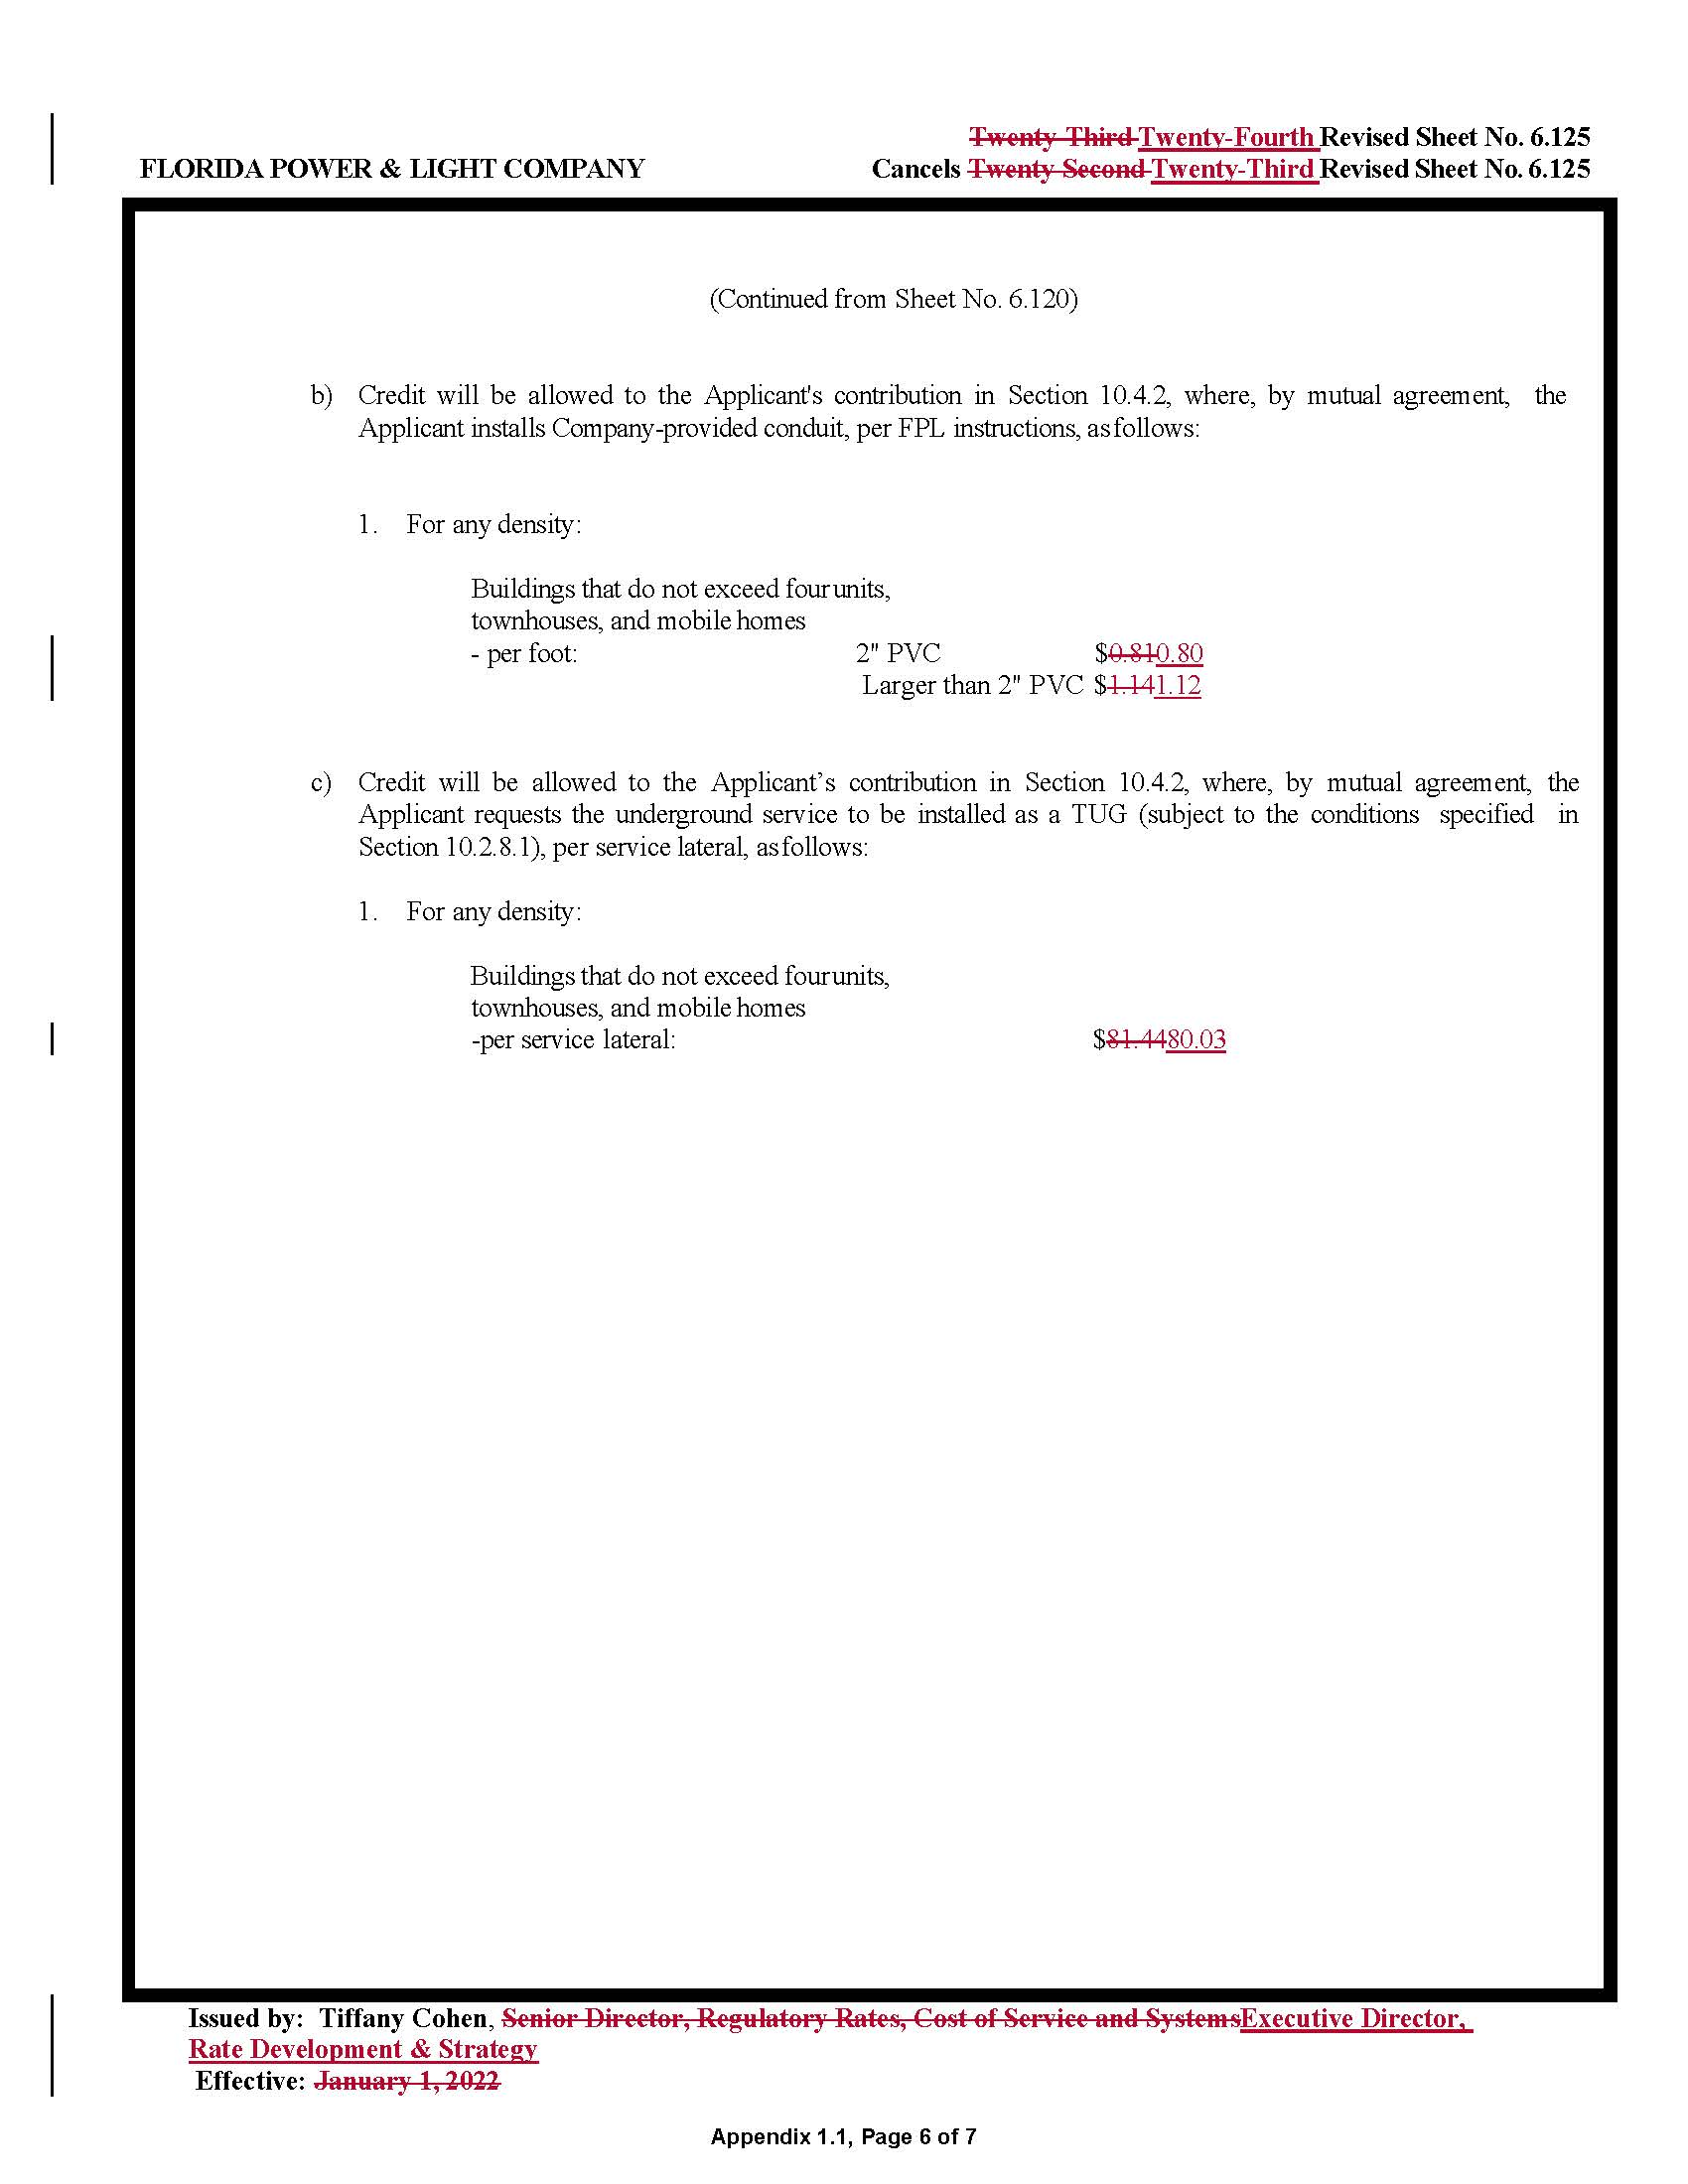 Twenty-Third Twenty-Fourth Revised Sheet No. 6.125
FLORIDA POWER & LIGHT COMPANY Cancels Twenty-Second Twenty-Third Revised Sheet No. 6.125
(Continued from Sheet No. 6.120)
b) Credit will be allowed to the Applicant's contribution in Section 10.4.2, where, by mutual agreement, the
Applicant installs Company-provided conduit, per FPL instructions, as follows:
1. For any density:
Buildings that do not exceed four units,
townhouses, and mobile homes
- per foot: 2" PVC $0.810.80
Larger than 2" PVC $1.141.12
c) Credit will be allowed to the Applicant’s contribution in Section 10.4.2, where, by mutual agreement, the
Applicant requests the underground service to be installed as a TUG (subject to the conditions specified in
Section 10.2.8.1), per service lateral, as follows:
1. For any density:
Buildings that do not exceed four units,
townhouses, and mobile homes
-per service lateral: $81.4480.03
Issued by: Tiffany Cohen, Senior Director, Regulatory Rates, Cost of Service and SystemsExecutive Director,
Rate Development & Strategy
Effective: January 1, 2022
Appendix 1.1, Page 6 of 7